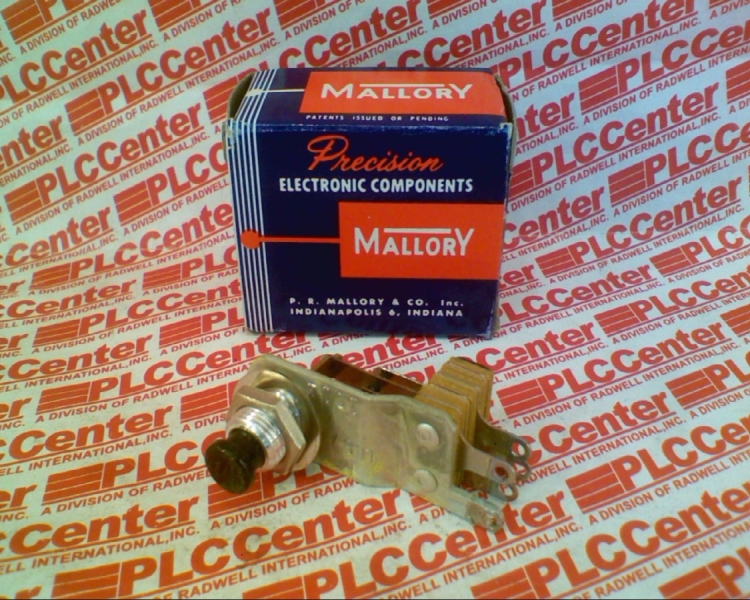 MALLORY
PATENTS ISSUED OR PENDING
Precision
ELECTRONIC COMPONENTS
MALLORY
P. R. MALLORY & CO. Inc.
INDIANAPOLIS 6, INDIANA
PLCCenter
A DIVISION OF RADWELL INTERNATIONAL,INC.